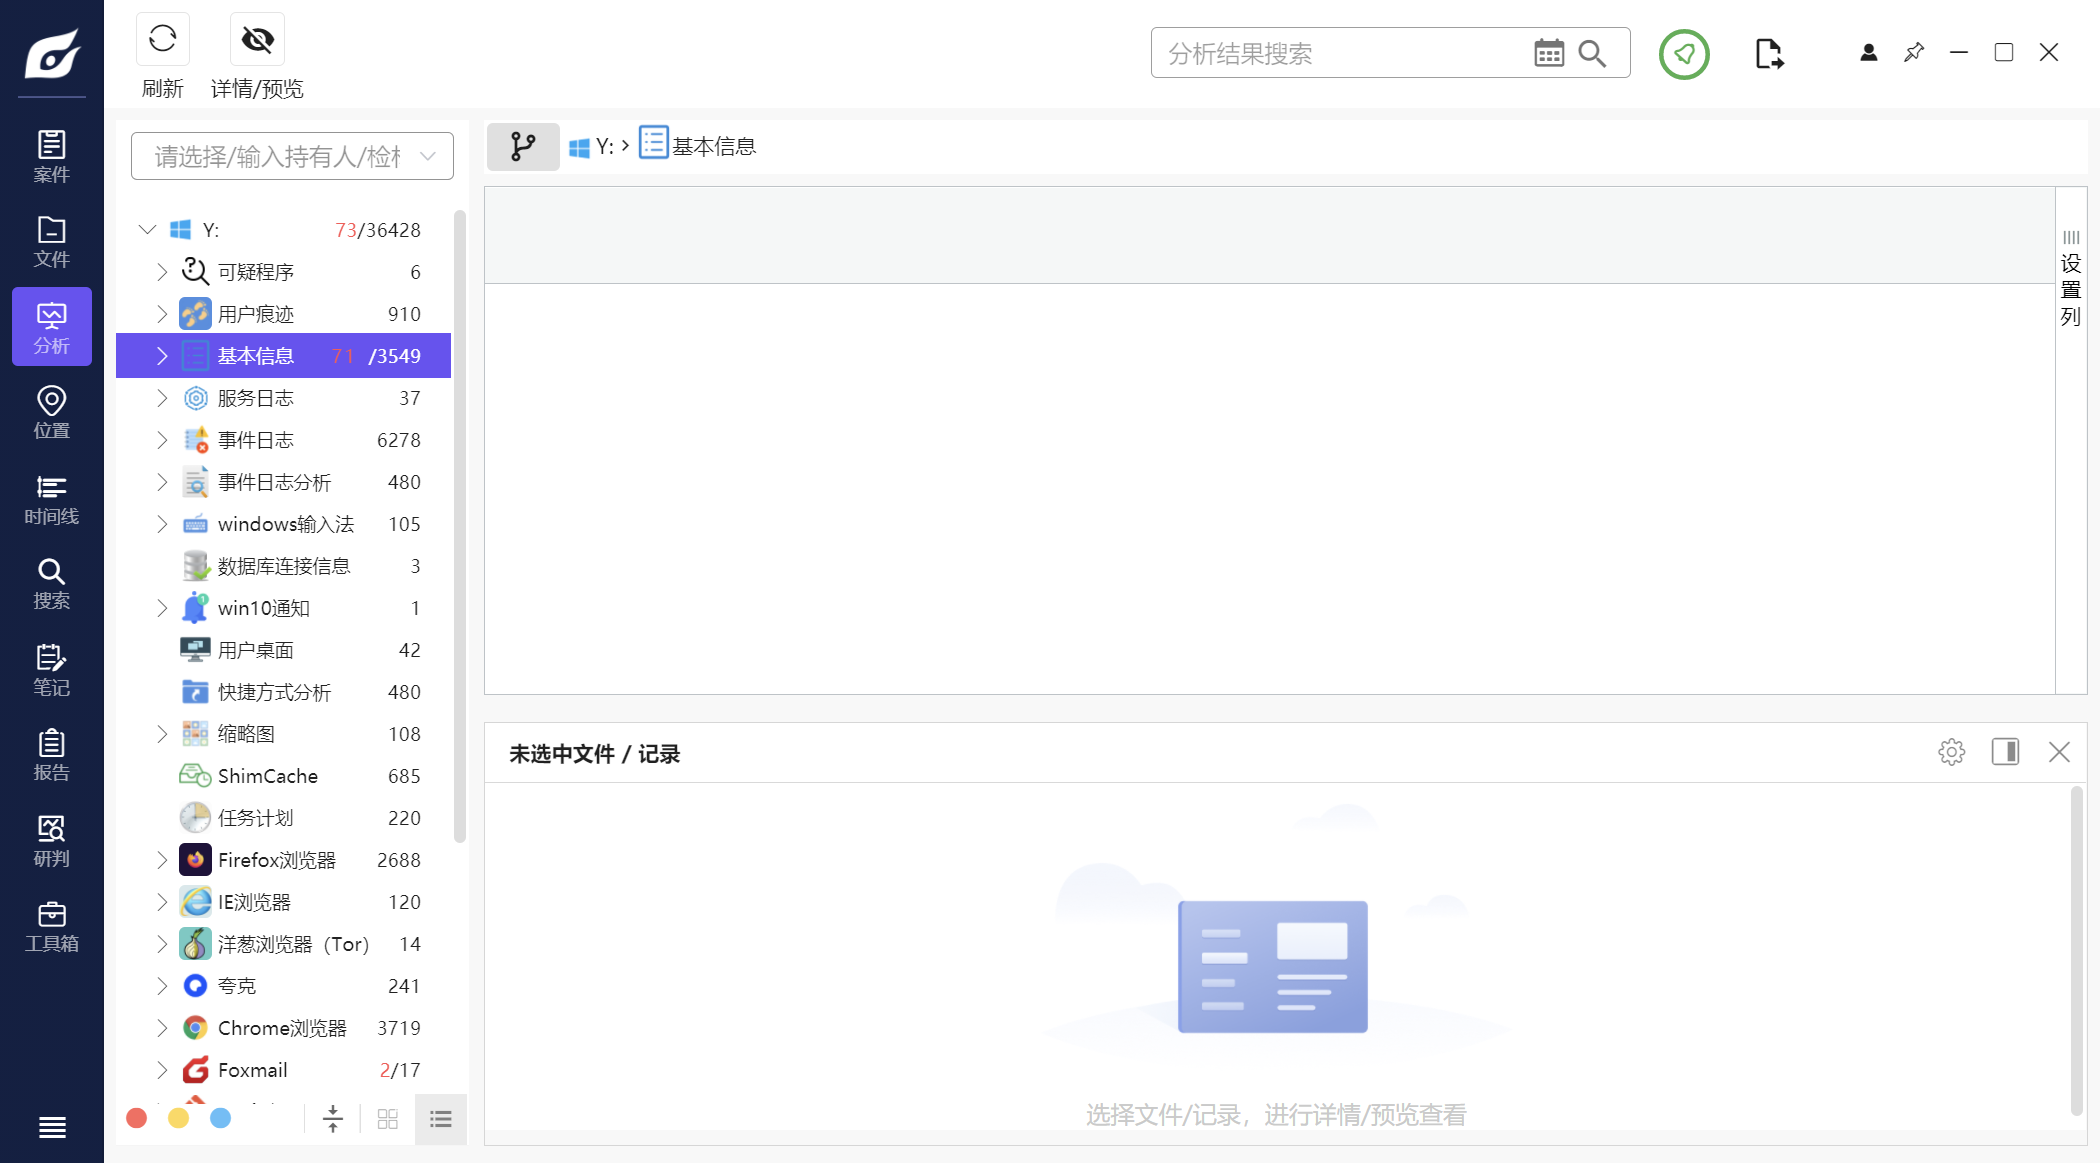 刷新
详情/预览
分析结果搜索
案件
文件
分析
位置
时间线
搜索
笔记
报告
研判
工具箱
请选择/输入持有人/检
Y: 73/36428
可疑程序 6
用户痕迹 910
基本信息 71 /3549
服务日志 37
事件日志 6278
事件日志分析 480
windows输入法 105
数据库连接信息 3
win10通知 1
用户桌面 42
快捷方式分析 480
缩略图 108
ShimCache 685
任务计划 220
Firefox浏览器 2688
IE浏览器 120
洋葱浏览器（Tor） 14
夸克 241
Chrome浏览器 3719
Foxmail 2/17
Y: › 基本信息
设置列
未选中文件 / 记录
选择文件/记录，进行详情/预览查看